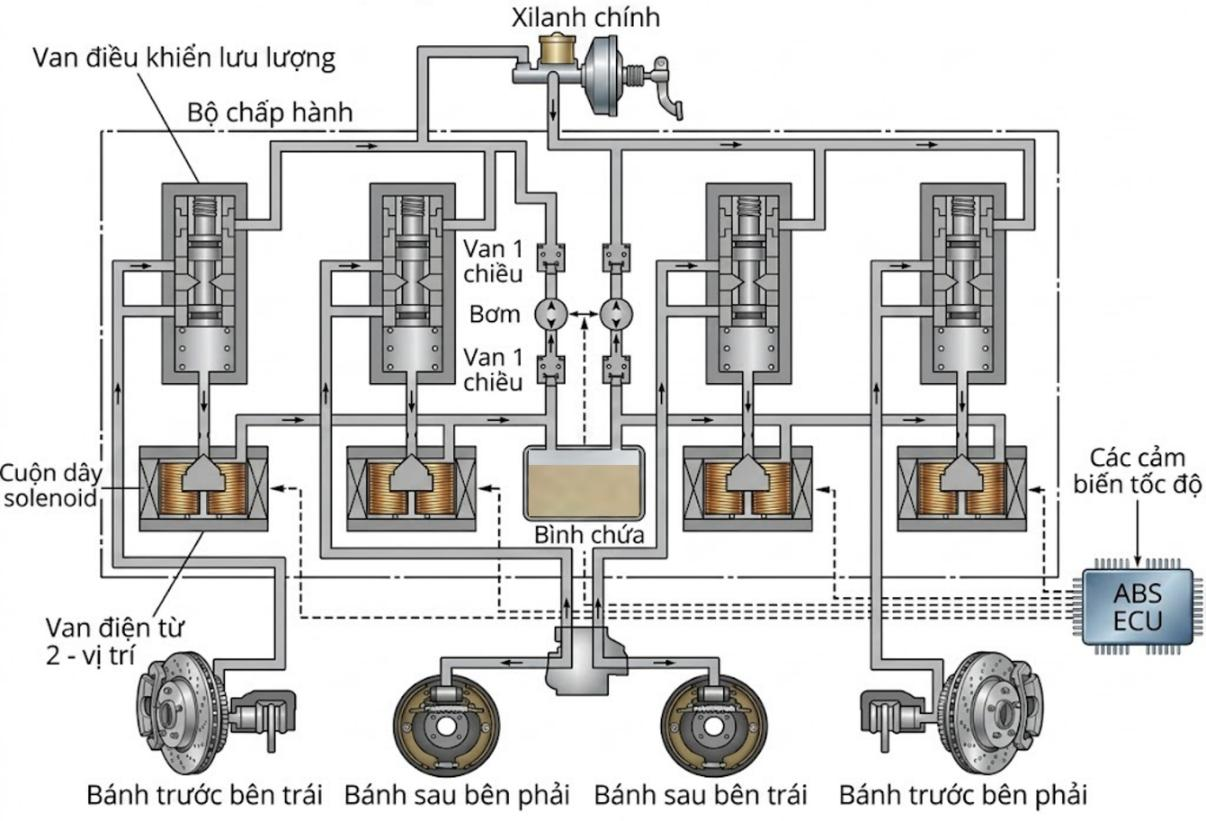 Xilanh chính
Van điều khiển lưu lượng
Bộ chấp hành
Van 1
chiều
Bơm
Van 1
chiều
Cuộn dây
solenoid
Bình chứa
Các cảm
biến tốc độ
ABS
ECU
Van điện từ
2 - vị trí
Bánh trước bên trái
Bánh sau bên phải
Bánh sau bên trái
Bánh trước bên phải